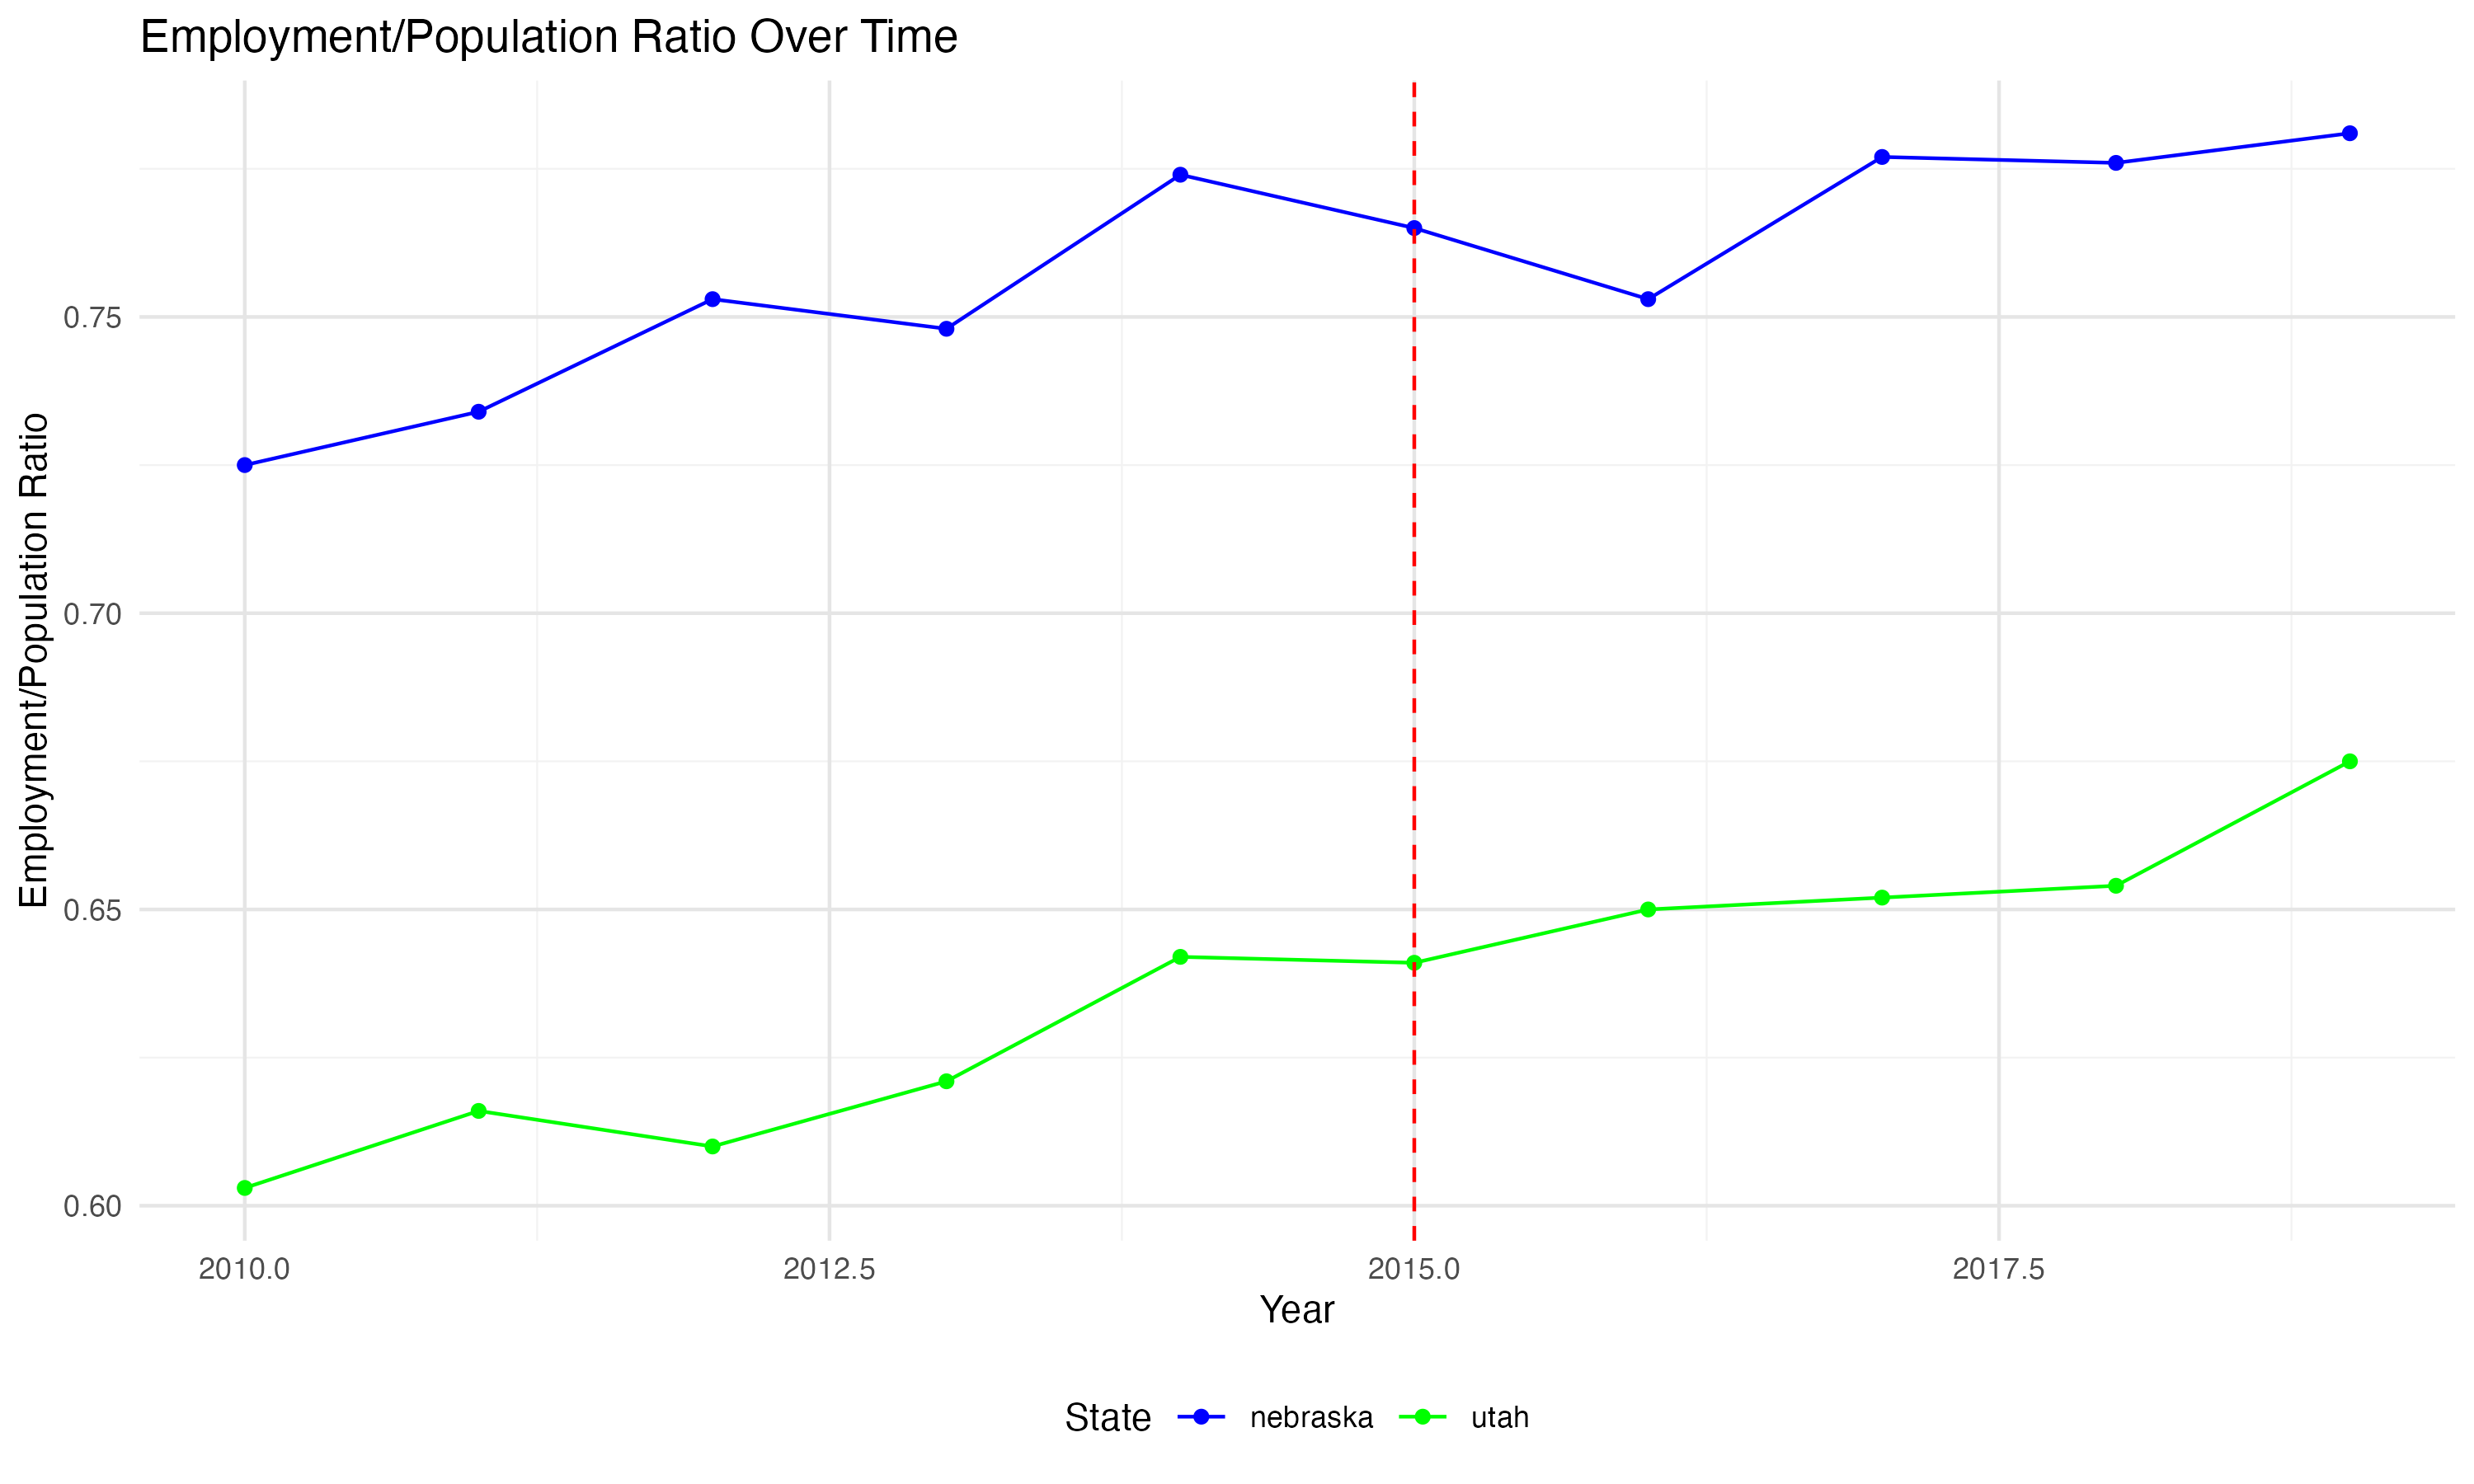 Employment/Population Ratio Over Time
Employment/Population Ratio
0.75
0.70
0.65
0.60
2010.0 2012.5 2015.0 2017.5
Year
State nebraska utah